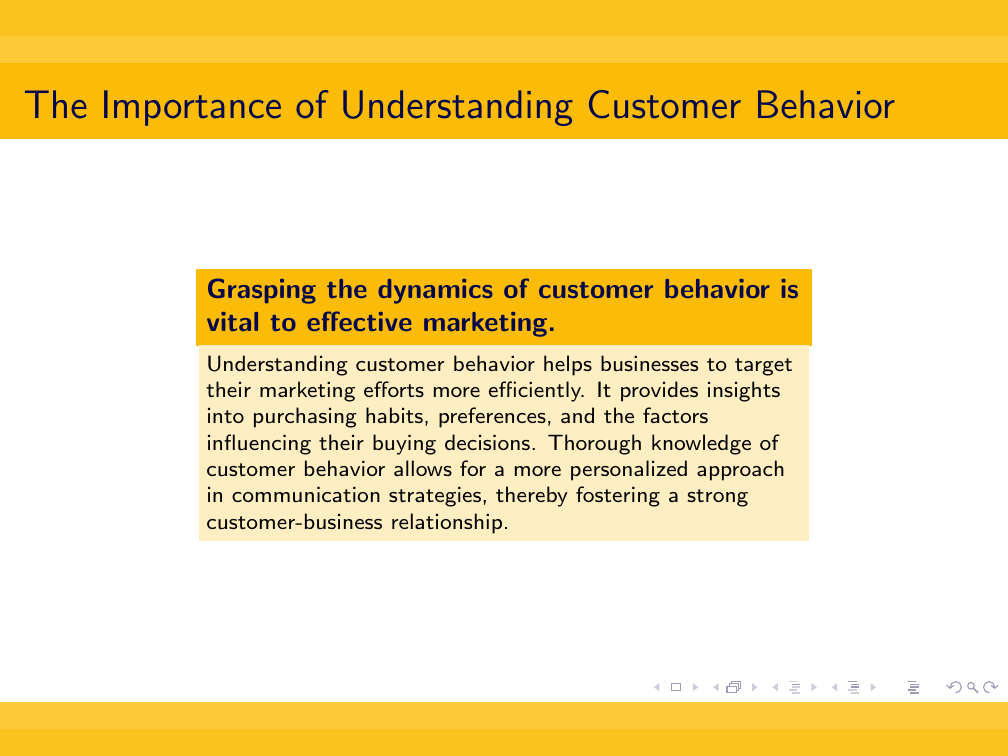 The Importance of Understanding Customer Behavior
Grasping the dynamics of customer behavior is
vital to effective marketing.
Understanding customer behavior helps businesses to target
their marketing efforts more efficiently. It provides insights
into purchasing habits, preferences, and the factors
influencing their buying decisions. Thorough knowledge of
customer behavior allows for a more personalized approach
in communication strategies, thereby fostering a strong
customer-business relationship.